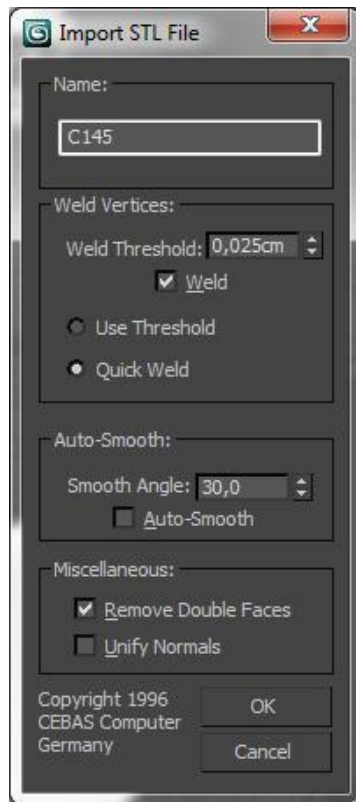 Import STL File
Name:
C145
Weld Vertices:
Weld Threshold: 0,025cm
Weld
Use Threshold
Quick Weld
Auto-Smooth:
Smooth Angle: 30,0
Auto-Smooth
Miscellaneous:
Remove Double Faces
Unify Normals
Copyright 1996
CEBAS Computer
Germany
OK
Cancel